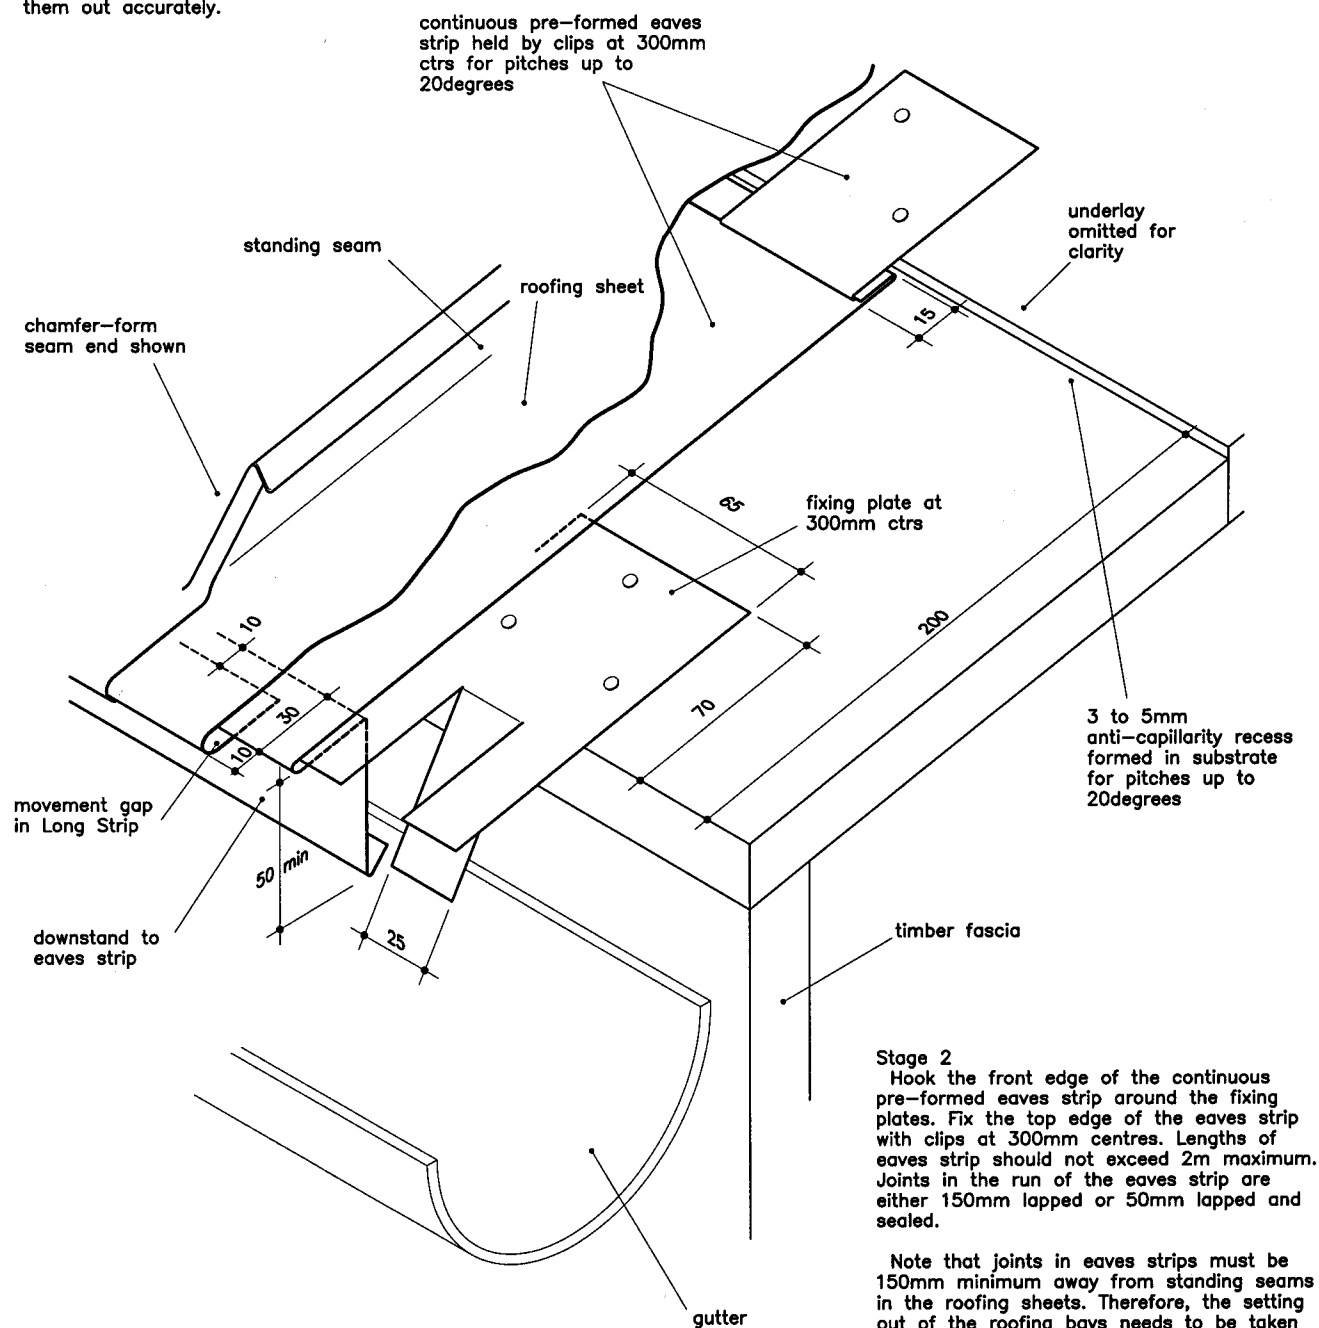 them out accurately.
continuous pre-formed eaves
strip held by clips at 300mm
ctrs for pitches up to
20degrees
underlay
omitted for
clarity
standing seam
roofing sheet
chamfer-form
seam end shown
15
65
fixing plate at
300mm ctrs
200
10
30
10
70
3 to 5mm
anti-capillarity recess
formed in substrate
for pitches up to
20degrees
movement gap
in Long Strip
50 min
25
downstand to
eaves strip
timber fascia
Stage 2
Hook the front edge of the continuous
pre-formed eaves strip around the fixing
plates. Fix the top edge of the eaves strip
with clips at 300mm centres. Lengths of
eaves strip should not exceed 2m maximum.
Joints in the run of the eaves strip are
either 150mm lapped or 50mm lapped and
sealed.
Note that joints in eaves strips must be
150mm minimum away from standing seams
in the roofing sheets. Therefore, the setting
out of the roofing bays needs to be taken
gutter